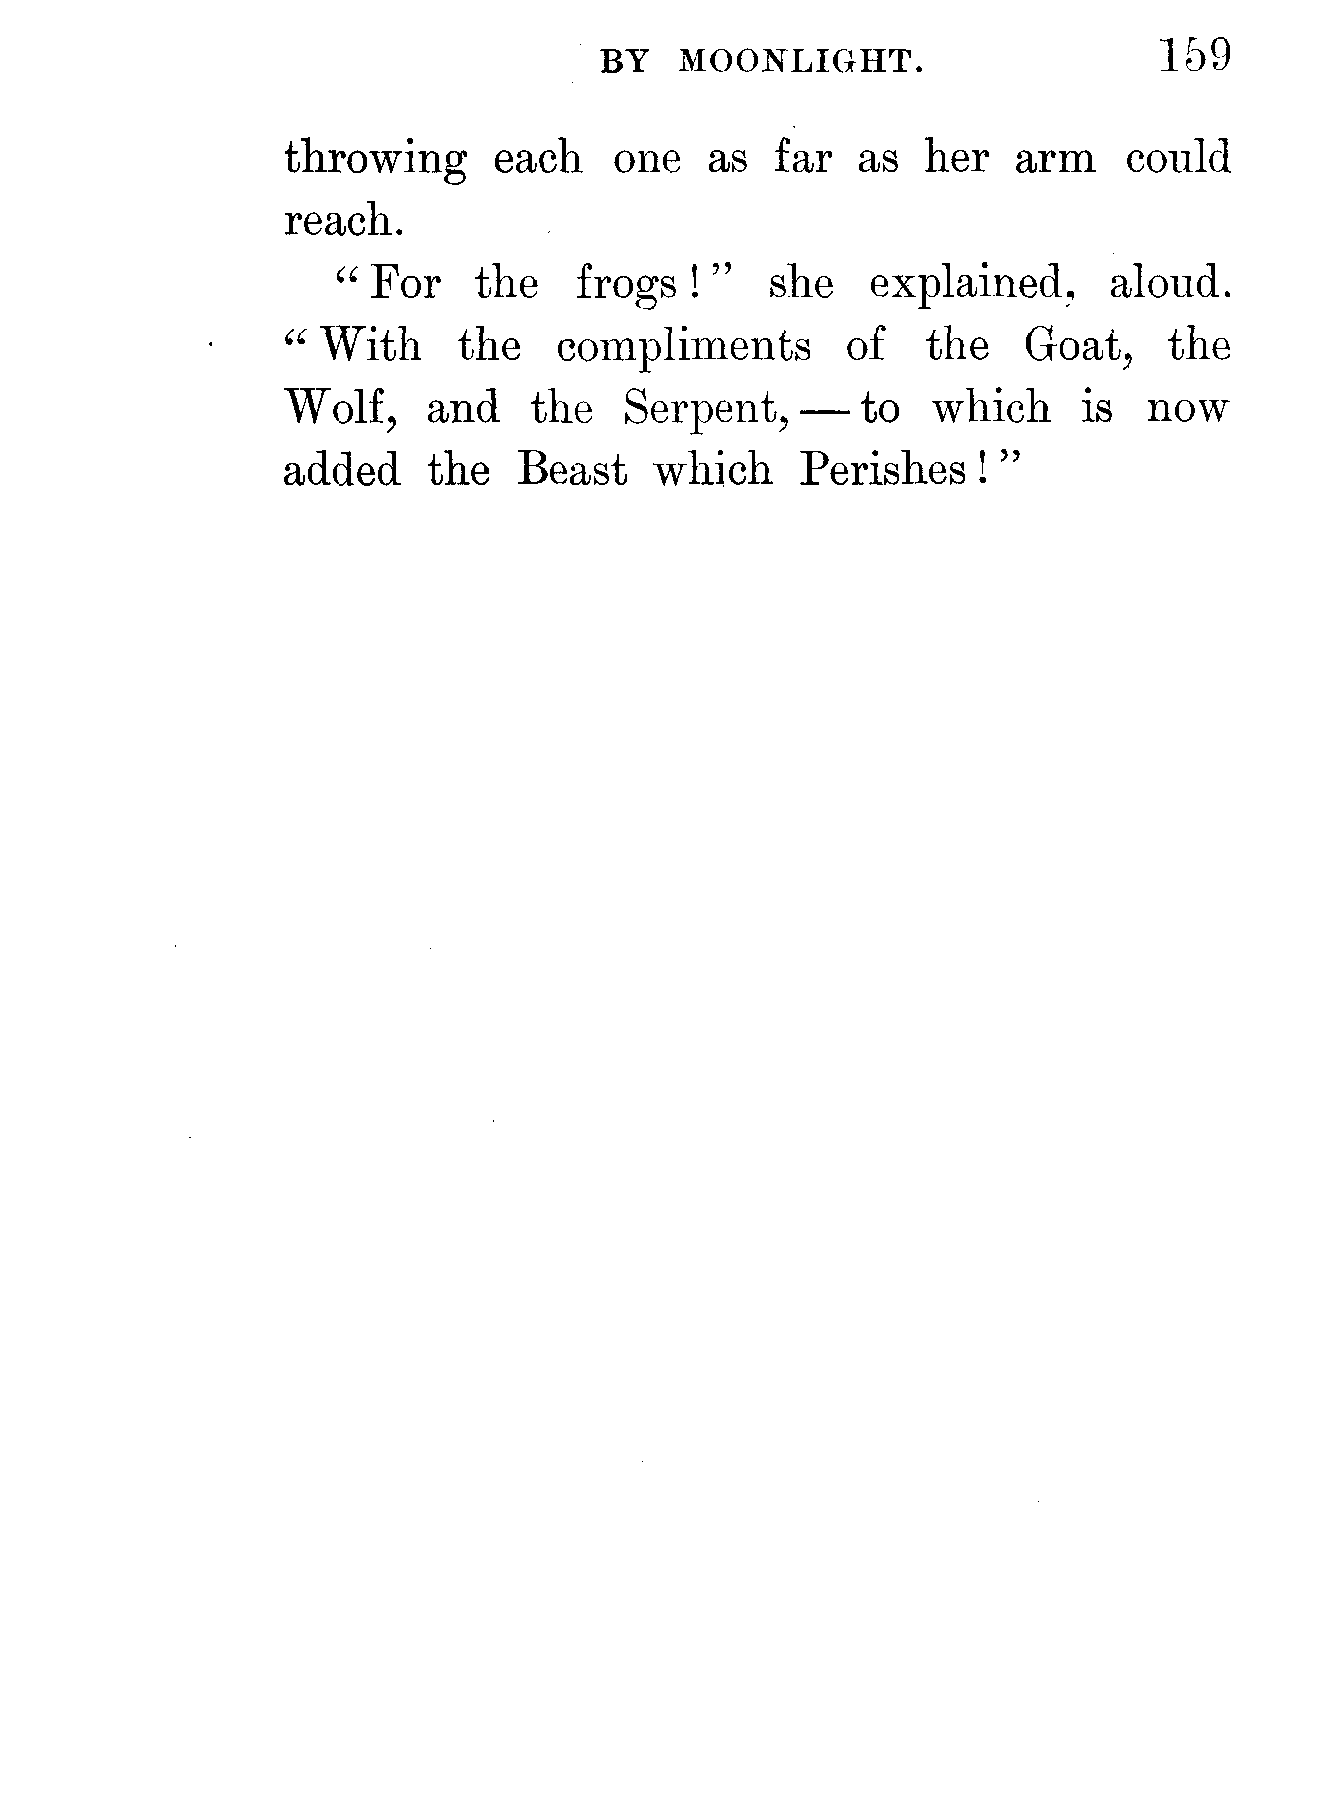 BY MOONLIGHT. 159
throwing each one as far as her arm could
reach.
“For the frogs!” she explained, aloud.
“With the compliments of the Goat, the
Wolf, and the Serpent,—to which is now
added the Beast which Perishes!”